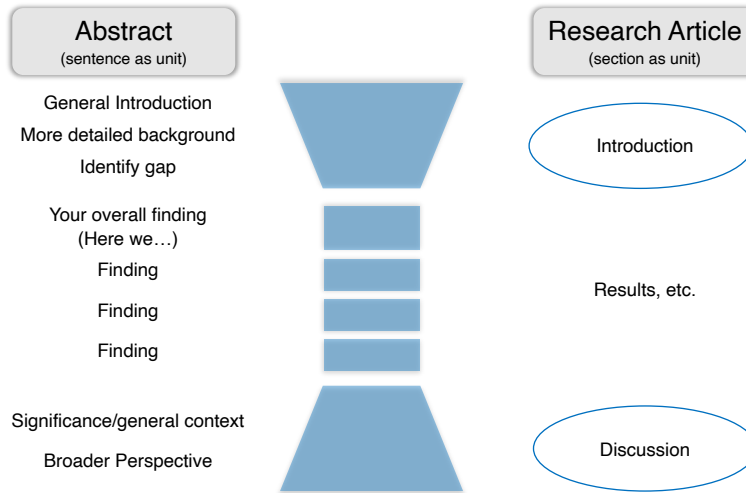 Abstract
(sentence as unit)
General Introduction
More detailed background
Identify gap
Your overall finding
(Here we…)
Finding
Finding
Finding
Significance/general context
Broader Perspective
Research Article
(section as unit)
Introduction
Results, etc.
Discussion